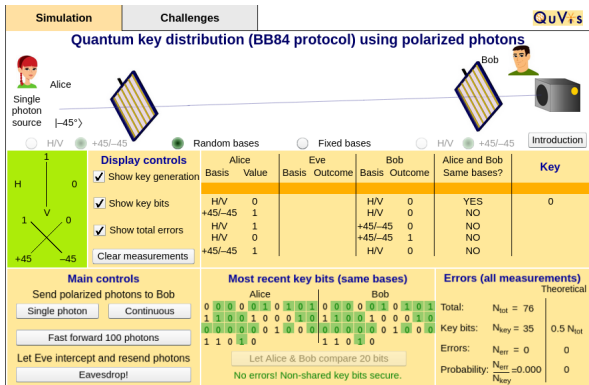 Simulation Challenges QuVis
Quantum key distribution (BB84 protocol) using polarized photons
Alice
Bob
Single
photon
source
|–45°⟩
H/V +45/–45 Random bases Fixed bases H/V +45/–45 Introduction
1
H 0
V
1 0
+45 –45
Display controls
Show key generation
Show key bits
Show total errors
Clear measurements
Alice Eve Bob Alice and Bob Key
Basis Value Basis Outcome Basis Outcome Same bases?
H/V 0 H/V 0 YES 0
+45/–45 1 H/V 0 NO
H/V 1 +45/–45 0 NO
H/V 0 +45/–45 1 NO
+45/–45 1 H/V 0 NO
Main controls
Send polarized photons to Bob
Single photon Continuous
Fast forward 100 photons
Let Eve intercept and resend photons
Eavesdrop!
Most recent key bits (same bases)
Alice Bob
Let Alice & Bob compare 20 bits
No errors! Non-shared key bits secure.
Errors (all measurements)
Theoretical
Total: Ntot = 76
Key bits: Nkey = 35 0.5 Ntot
Errors: Nerr = 0 0
Probability: Nerr/Nkey =0.000 0